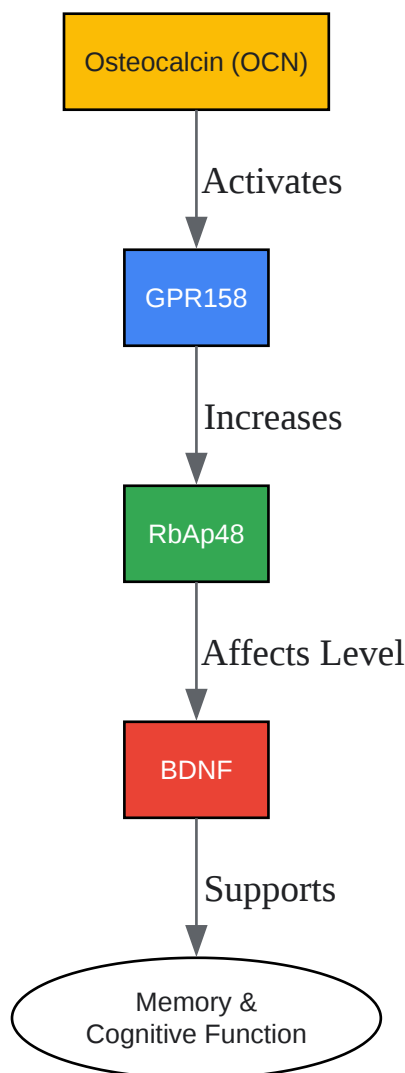 Osteocalcin (OCN)
Activates
GPR158
Increases
RbAp48
Affects Level
BDNF
Supports
Memory &
Cognitive Function